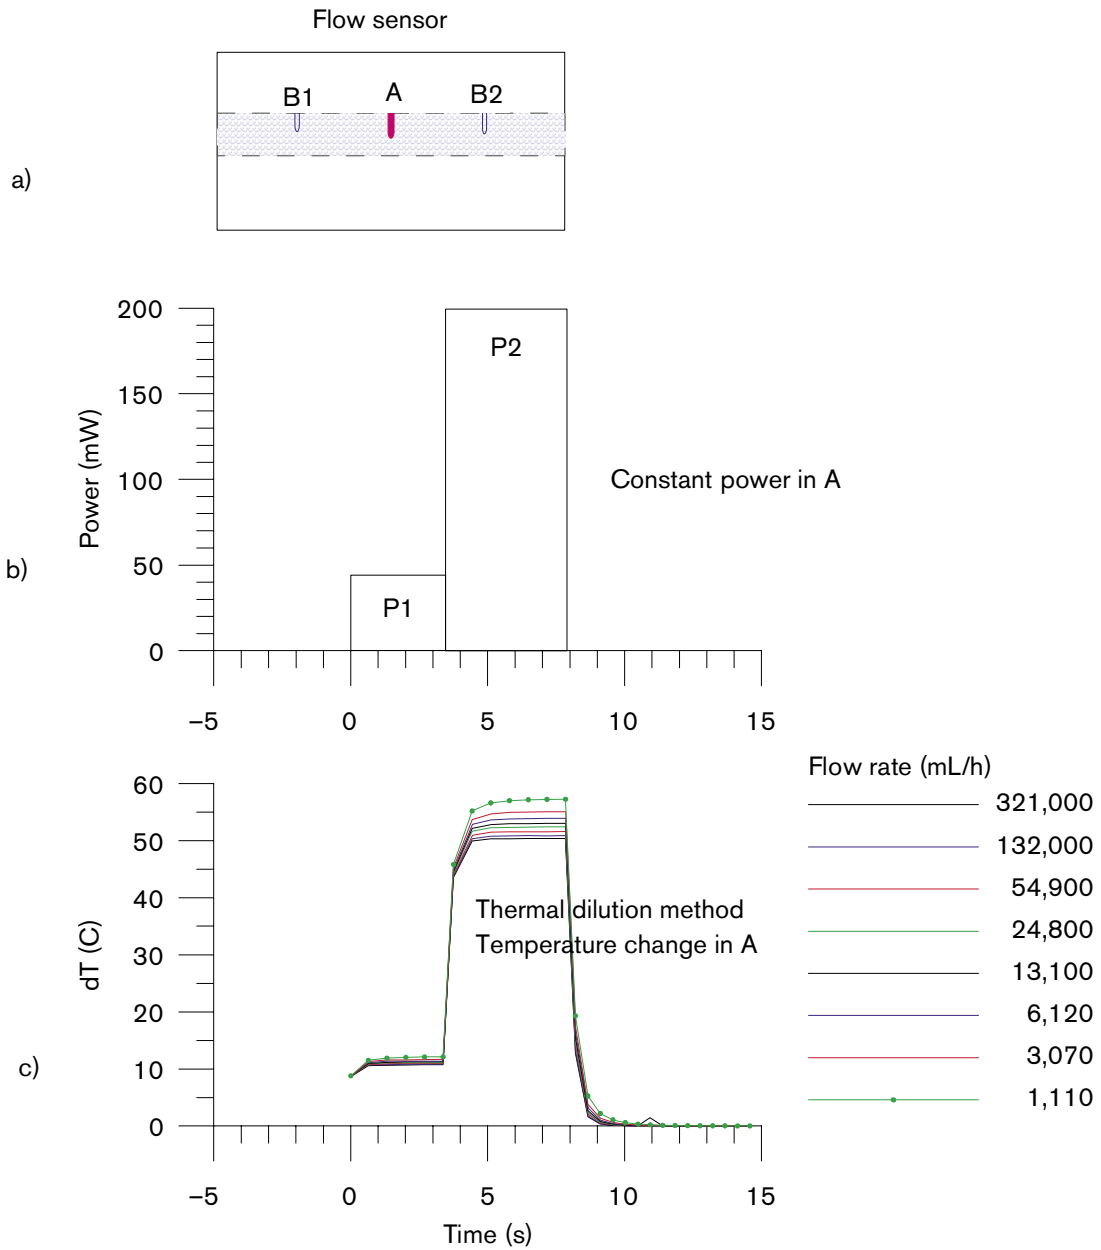 Flow sensor
B1
A
B2
a)
200
150
100
50
0
Power (mW)
P1
P2
Constant power in A
b)
−5
0
5
10
15
Flow rate (mL/h)
321,000
132,000
54,900
24,800
13,100
6,120
3,070
1,110
60
50
40
30
20
10
0
dT (C)
Thermal dilution method
Temperature change in A
c)
−5
0
5
10
15
Time (s)